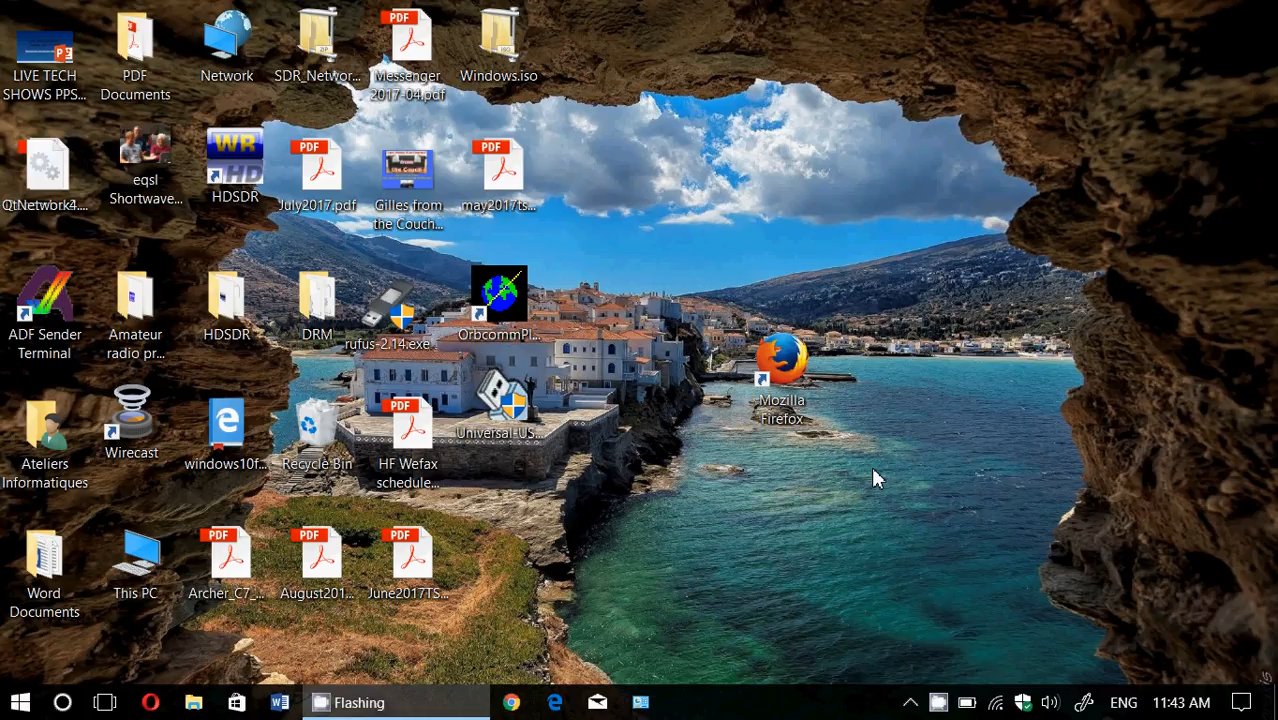 LIVE TECH
SHOWS PPS...
PDF
Documents
Network
ZIP
SDR_Networ...
PDF
Messenger
2017-04.pdf
ISO
Windows.iso
QtNetwork4....
eqsl
Shortwave...
WR
HD
HDSDR
PDF
July2017.pdf
Gilles from
the Couch...
PDF
may2017ts...
ADF Sender
Terminal
Amateur
radio pr...
HDSDR
DRM
rufus-2.14.exe
OrbcommPl...
Mozilla
Firefox
Ateliers
Informatiques
Wirecast
windows10f...
Recycle Bin
PDF
HF Wefax
schedule...
Universal-US...
Word
Documents
This PC
PDF
Archer_C7_...
PDF
August201...
PDF
June2017TS...
Flashing
ENG
11:43 AM